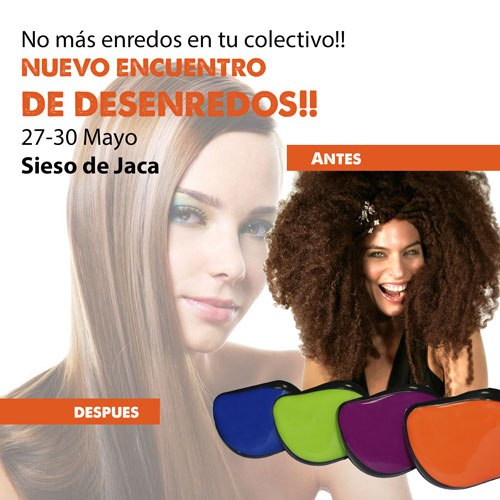 No más enredos en tu colectivo!!
NUEVO ENCUENTRO
DE DESENREDOS!!
27-30 Mayo
Sieso de Jaca
ANTES
DESPUES